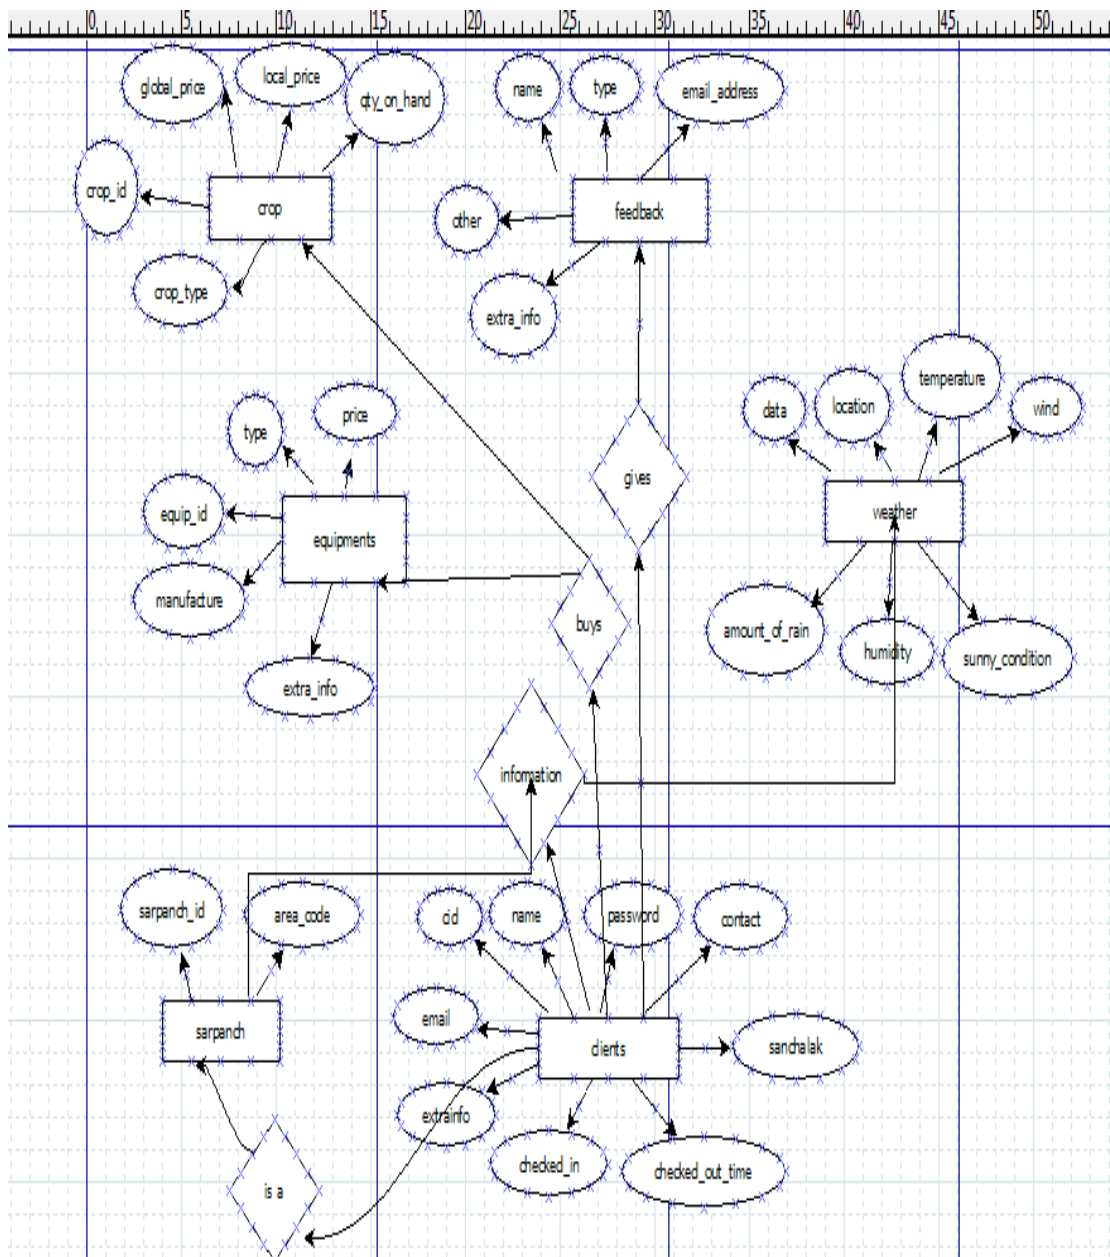 0 5 10 15 20 25 30 35 40 45 50
global_price
local_price
qty_on_hand
crop_id
crop
crop_type
name
type
email_address
other
feedback
extra_info
type
price
equip_id
equipments
manufacture
extra_info
gives
buys
data
location
temperature
wind
weather
amount_of_rain
humidity
sunny_condition
information
sarpanch_id
area_code
sarpanch
is a
cid
name
password
contact
email
clients
sanchalak
extrainfo
checked_in
checked_out_time